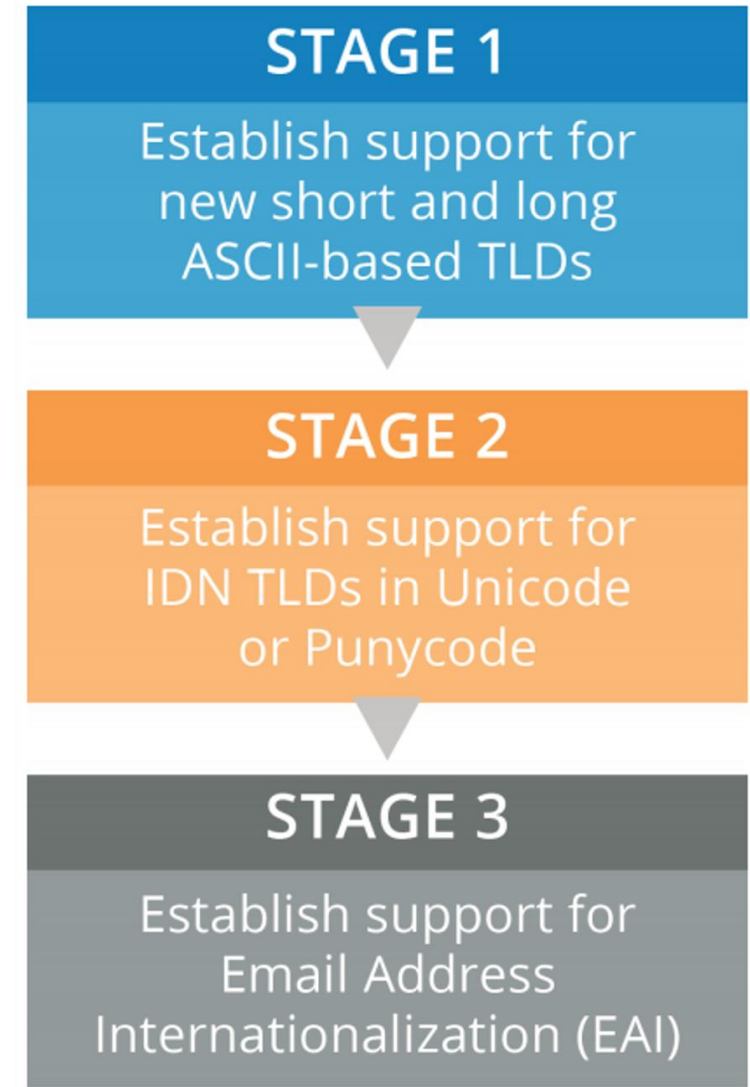 STAGE 1
Establish support for
new short and long
ASCII-based TLDs
STAGE 2
Establish support for
IDN TLDs in Unicode
or Punycode
STAGE 3
Establish support for
Email Address
Internationalization (EAI)